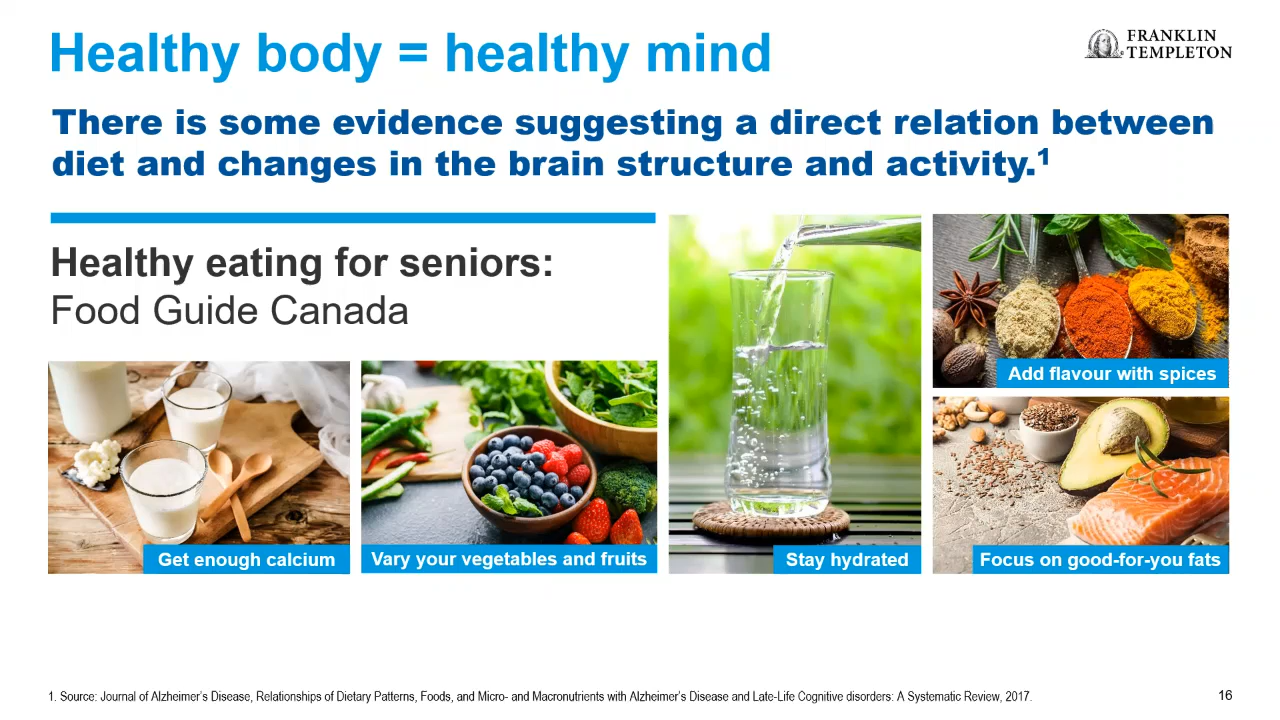 Healthy body = healthy mind
FRANKLIN
TEMPLETON
There is some evidence suggesting a direct relation between
diet and changes in the brain structure and activity.1
Healthy eating for seniors:
Food Guide Canada
Get enough calcium
Vary your vegetables and fruits
Stay hydrated
Add flavour with spices
Focus on good-for-you fats
1. Source: Journal of Alzheimer's Disease, Relationships of Dietary Patterns, Foods, and Micro- and Macronutrients with Alzheimer's Disease and Late-Life Cognitive disorders: A Systematic Review, 2017.
16